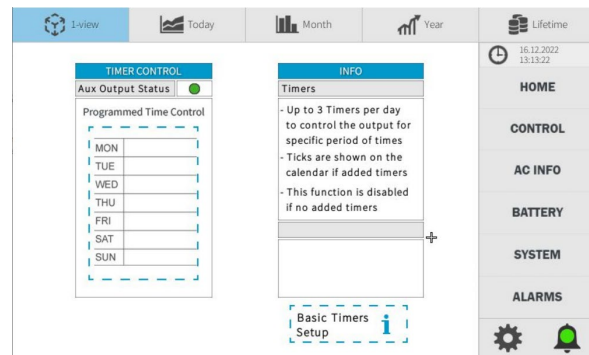 1-view
Today
Month
Year
Lifetime
16.12.2022
13:13:22
TIMER CONTROL
Aux Output Status
Programmed Time Control
MON
TUE
WED
THU
FRI
SAT
SUN
INFO
Timers
- Up to 3 Timers per day
to control the output for
specific period of times
- Ticks are shown on the
calendar if added timers
- This function is disabled
if no added timers
Basic Timers
Setup
i
HOME
CONTROL
AC INFO
BATTERY
SYSTEM
ALARMS